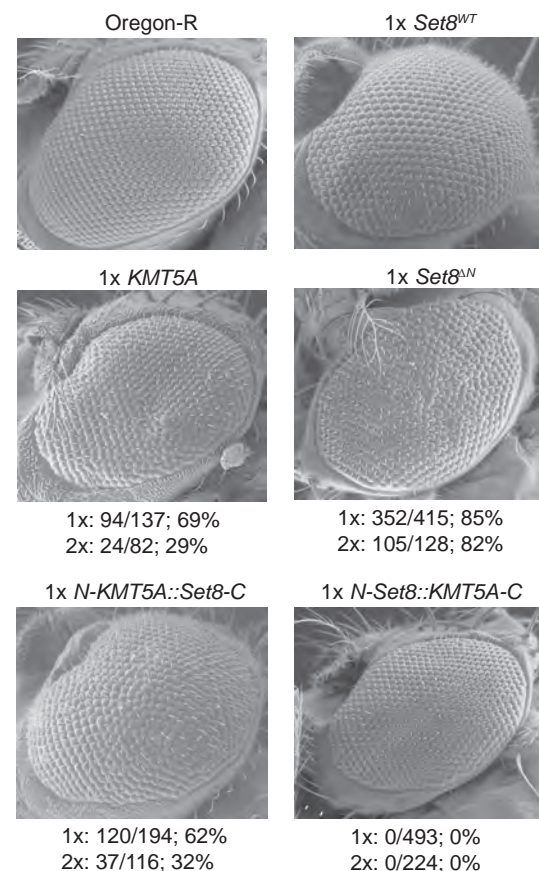 Oregon-R
1x Set8ᵂᵀ
1x KMT5A
1x Set8ᐞᴺ
1x: 94/137; 69%
2x: 24/82; 29%
1x: 352/415; 85%
2x: 105/128; 82%
1x N-KMT5A::Set8-C
1x N-Set8::KMT5A-C
1x: 120/194; 62%
2x: 37/116; 32%
1x: 0/493; 0%
2x: 0/224; 0%